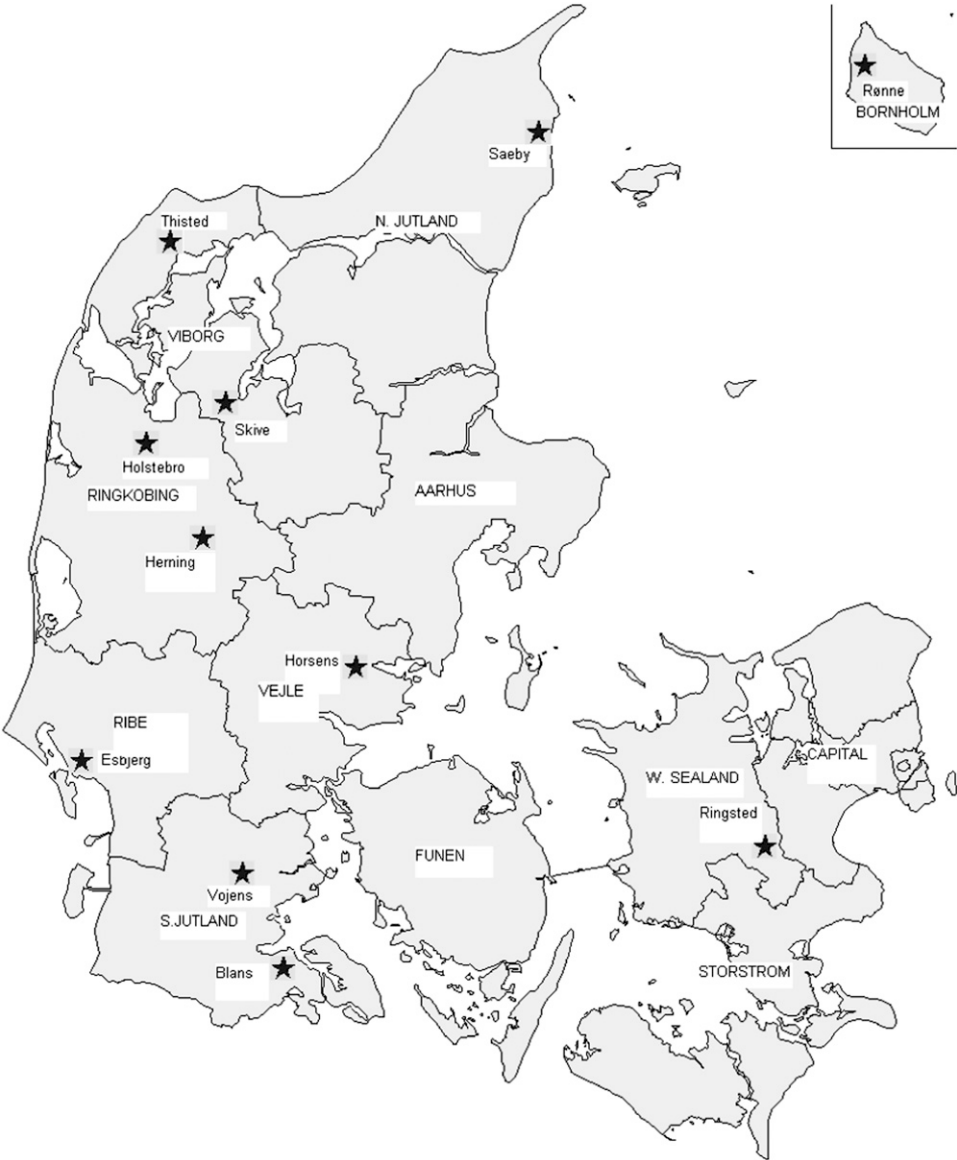 Rønne
BORNHOLM
Saeby
Thisted
N. JUTLAND
VIBORG
Skive
Holstebro
RINGKOBING
AARHUS
Herning
Horsens
VEJLE
RIBE
Esbjerg
CAPITAL
W. SEALAND
Ringsted
FUNEN
Vojens
S.JUTLAND
Blans
STORSTROM